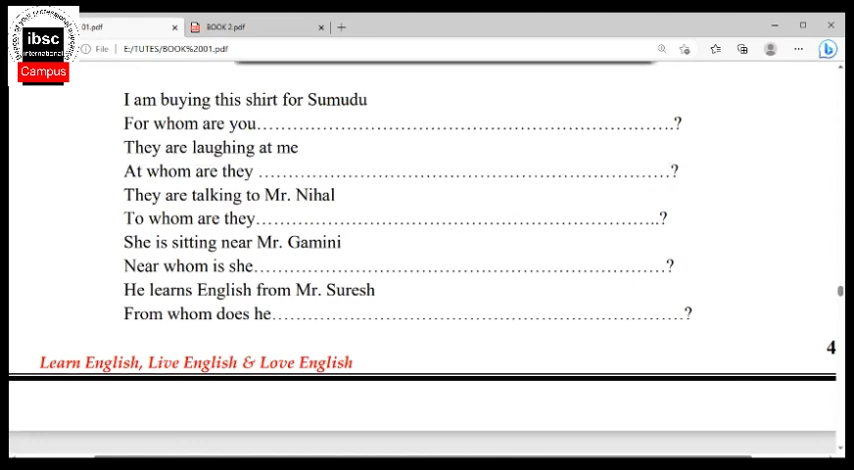 01.pdf
BOOK 2.pdf
ibsc
international
Campus
File
E:/TUTES/BOOK%201.pdf
I am buying this shirt for Sumudu
For whom are you……………………………………………………………….?
They are laughing at me
At whom are they ……………………………………………………………….?
They are talking to Mr. Nihal
To whom are they……………………………………………………………….?
She is sitting near Mr. Gamini
Near whom is she……………………………………………………………….?
He learns English from Mr. Suresh
From whom does he……………………………………………………………….?
4
Learn English, Live English & Love English